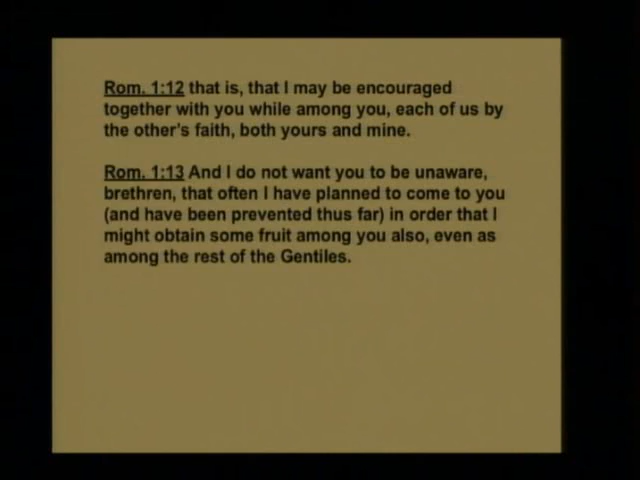 Rom. 1:12 that is, that I may be encouraged
together with you while among you, each of us by
the other's faith, both yours and mine.
Rom. 1:13 And I do not want you to be unaware,
brethren, that often I have planned to come to you
(and have been prevented thus far) in order that I
might obtain some fruit among you also, even as
among the rest of the Gentiles.